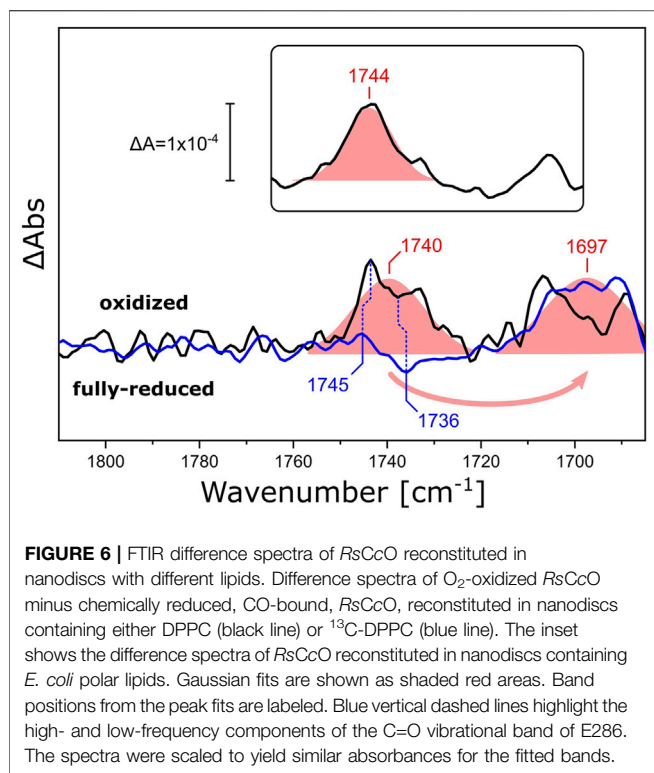 1744
ΔA=1x10⁻⁴
ΔAbs
1740
1697
oxidized
fully-reduced
1745
1736
1800 1780 1760 1740 1720 1700
Wavenumber [cm⁻¹]
FIGURE 6 | FTIR difference spectra of RsCcO reconstituted in
nanodiscs with different lipids. Difference spectra of O₂-oxidized RsCcO
minus chemically reduced, CO-bound, RsCcO, reconstituted in nanodiscs
containing either DPPC (black line) or ¹³C-DPPC (blue line). The inset
shows the difference spectra of RsCcO reconstituted in nanodiscs containing
E. coli polar lipids. Gaussian fits are shown as shaded red areas. Band
positions from the peak fits are labeled. Blue vertical dashed lines highlight the
high- and low-frequency components of the C=O vibrational band of E286.
The spectra were scaled to yield similar absorbances for the fitted bands.